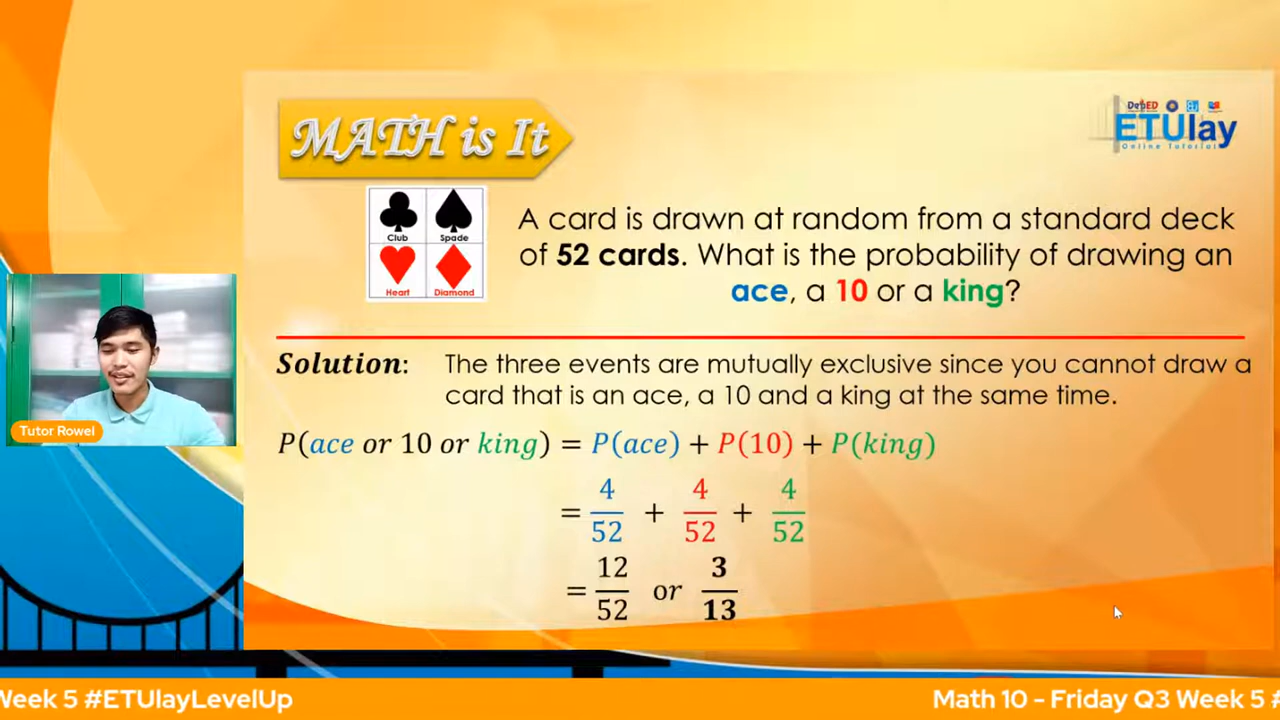 MATH is It
DepED
ETUlay
Online Tutorial
Club
Spade
Heart
Diamond
A card is drawn at random from a standard deck
of 52 cards. What is the probability of drawing an
ace, a 10 or a king?
Solution: The three events are mutually exclusive since you cannot draw a
card that is an ace, a 10 and a king at the same time.
P(ace or 10 or king) = P(ace) + P(10) + P(king)
= 4/52 + 4/52 + 4/52
= 12/52 or 3/13
Tutor Rowel
Week 5 #ETUlayLevelUp
Math 10 - Friday Q3 Week 5 #